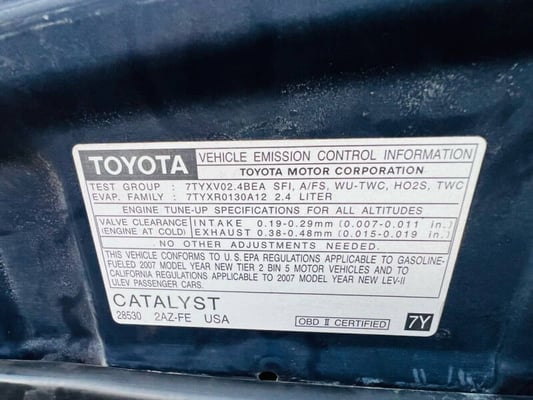 TOYOTA VEHICLE EMISSION CONTROL INFORMATION
TOYOTA MOTOR CORPORATION
TEST GROUP : 7TYXV02.4BEA SFI, A/FS, WU-TWC, HO2S, TWC
EVAP. FAMILY : 7TYXR0130A12 2.4 LITER
ENGINE TUNE-UP SPECIFICATIONS FOR ALL ALTITUDES
VALVE CLEARANCE INTAKE 0.19-0.29mm (0.007-0.011 in.)
(ENGINE AT COLD) EXHAUST 0.38-0.48mm (0.015-0.019 in.)
NO OTHER ADJUSTMENTS NEEDED.
THIS VEHICLE CONFORMS TO U.S. EPA REGULATIONS APPLICABLE TO GASOLINE-
FUELED 2007 MODEL YEAR NEW TIER 2 BIN 5 MOTOR VEHICLES AND TO
CALIFORNIA REGULATIONS APPLICABLE TO 2007 MODEL YEAR NEW LEV-II
ULEV PASSENGER CARS.
CATALYST
28530 2AZ-FE USA OBD II CERTIFIED 7Y